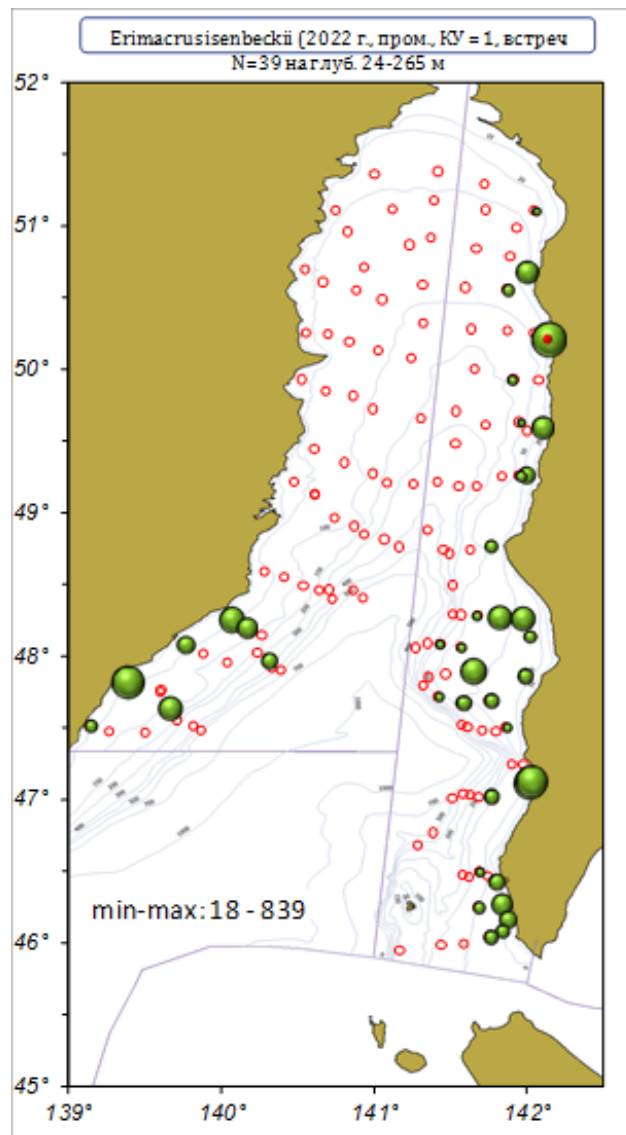 Erimacrusisenbeckii (2022 г., пром., КУ = 1, встреч
N=39 на глуб. 24-265 м
52°
51°
50°
49°
48°
47°
min-max: 18 - 839
46°
45°
139° 140° 141° 142°